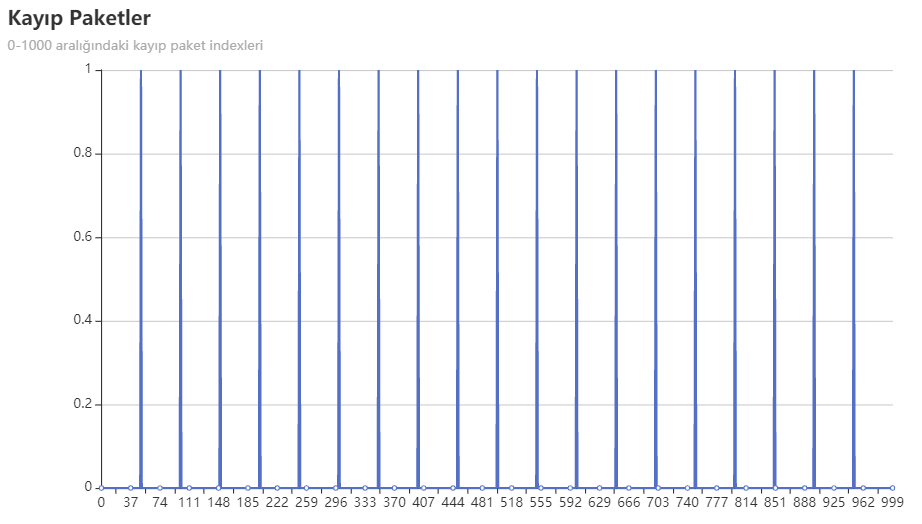 Kayıp Paketler
0-1000 aralığındaki kayıp paket indexleri
1
0.8
0.6
0.4
0.2
0
0 37 74 111 148 185 222 259 296 333 370 407 444 481 518 555 592 629 666 703 740 777 814 851 888 925 962 999